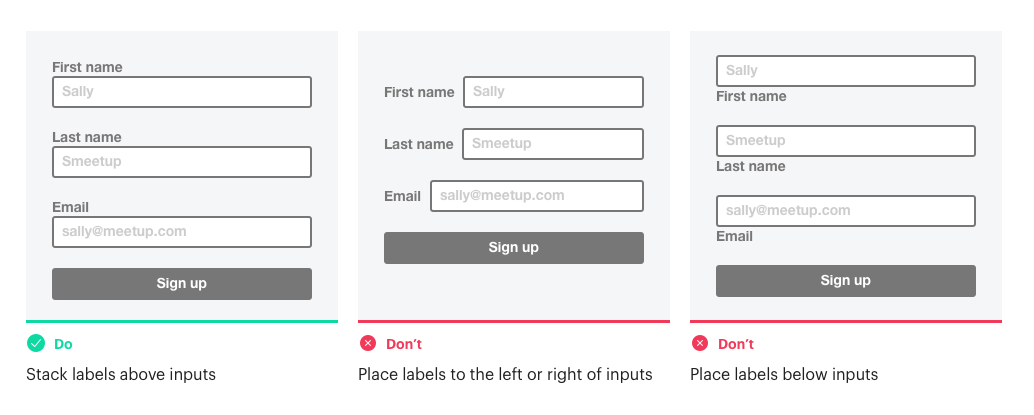 First name
Sally
Last name
Smeetup
Email
sally@meetup.com
Sign up
Do
Stack labels above inputs
First name
Sally
Last name
Smeetup
Email
sally@meetup.com
Sign up
Don’t
Place labels to the left or right of inputs
Sally
First name
Smeetup
Last name
sally@meetup.com
Email
Sign up
Don’t
Place labels below inputs